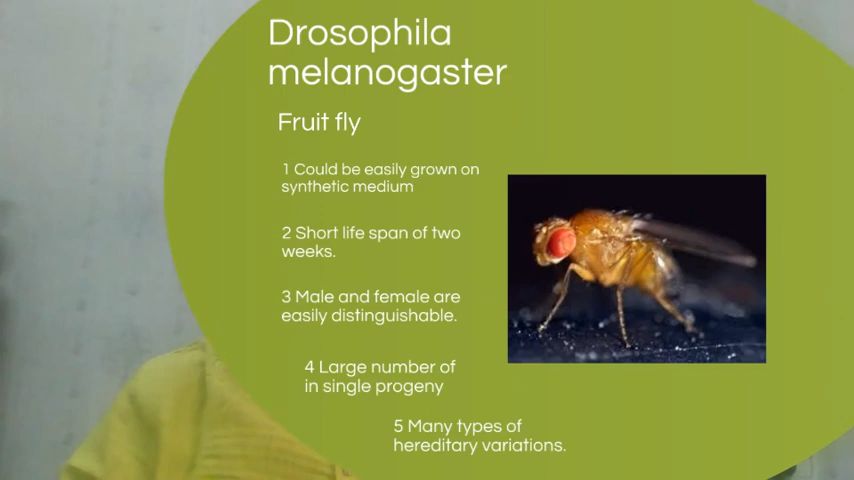 Drosophila
melanogaster
Fruit fly
1 Could be easily grown on
synthetic medium
2 Short life span of two
weeks.
3 Male and female are
easily distinguishable.
4 Large number of
in single progeny
5 Many types of
hereditary variations.